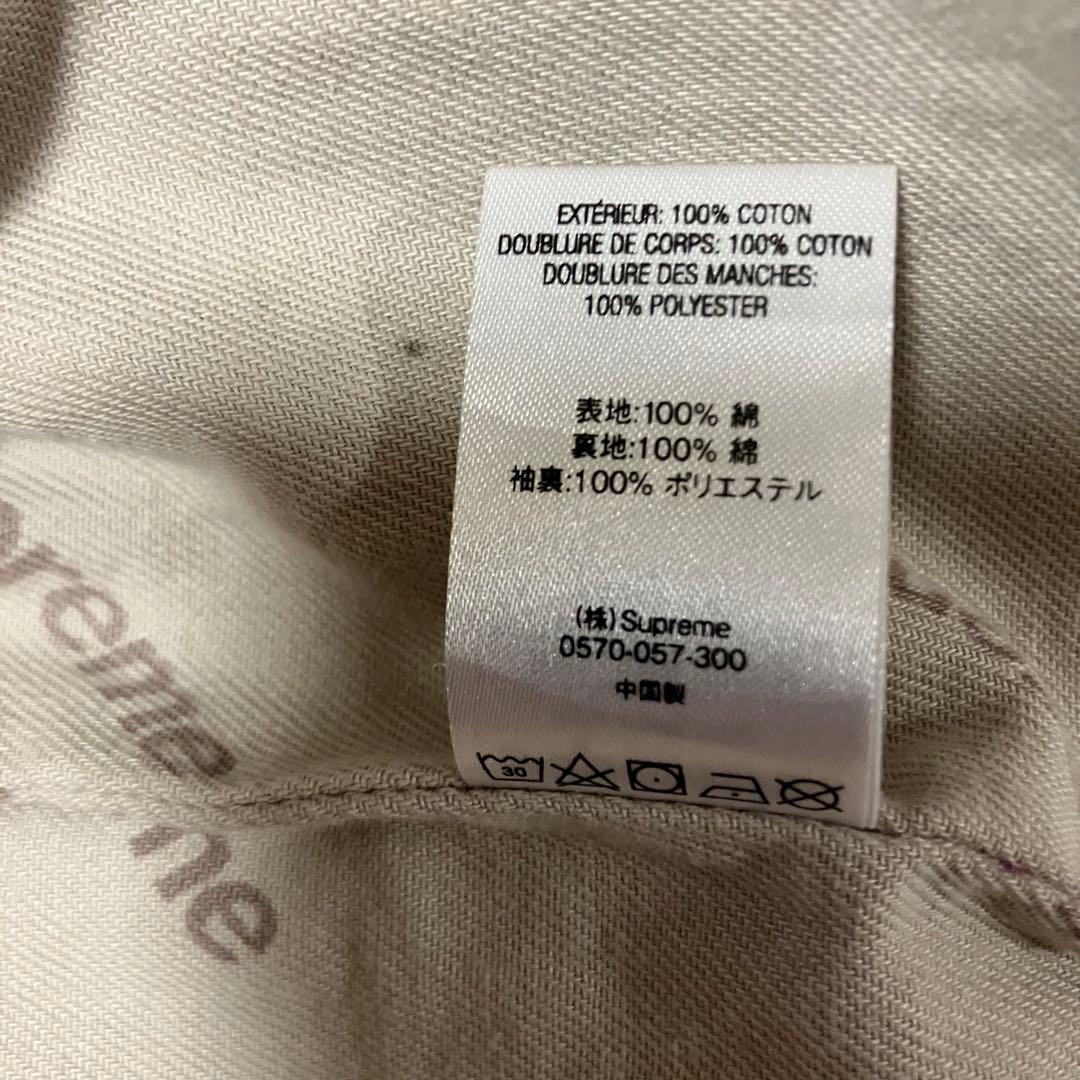 EXTÉRIEUR: 100% COTON
DOUBLURE DE CORPS: 100% COTON
DOUBLURE DES MANCHES:
100% POLYESTER
表地:100% 綿
裏地:100% 綿
袖裏:100% ポリエステル
(株)Supreme
0570-057-300
中国製
30
reme
ne